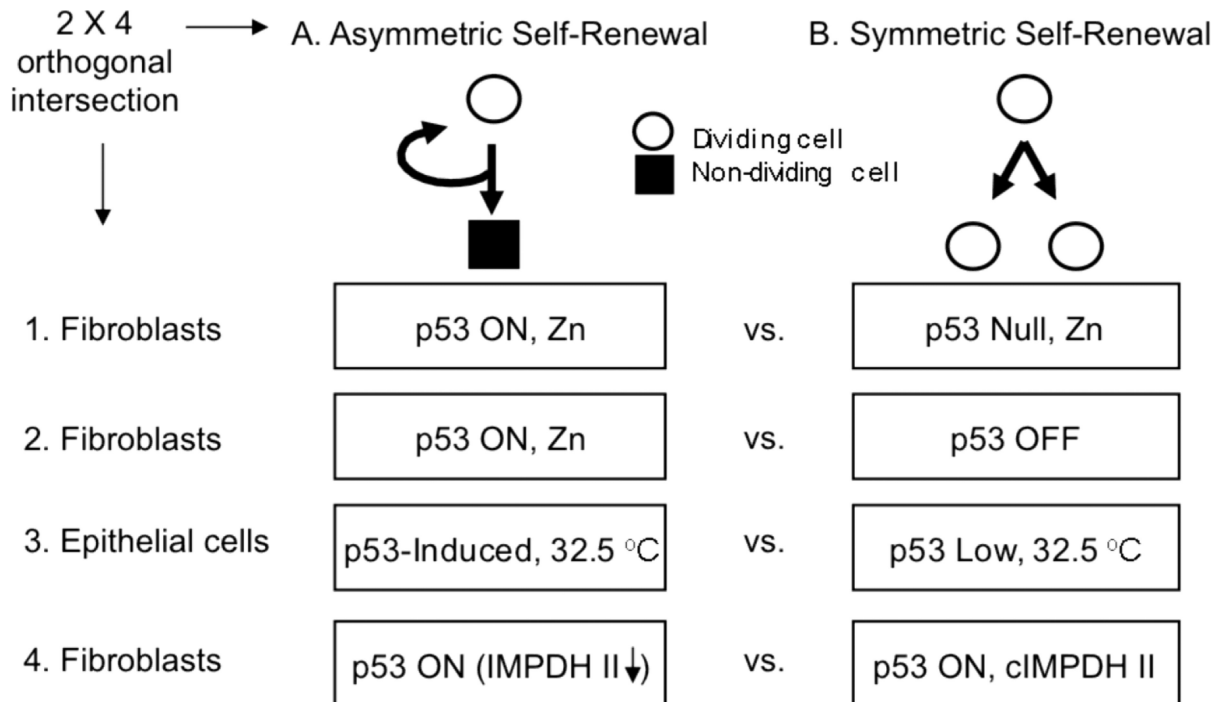 2 X 4
orthogonal
intersection
A. Asymmetric Self-Renewal
B. Symmetric Self-Renewal
Dividing cell
Non-dividing cell
1. Fibroblasts
p53 ON, Zn
vs.
p53 Null, Zn
2. Fibroblasts
p53 ON, Zn
vs.
p53 OFF
3. Epithelial cells
p53-Induced, 32.5 ºC
vs.
p53 Low, 32.5 ºC
4. Fibroblasts
p53 ON (IMPDH II↓)
vs.
p53 ON, cIMPDH II